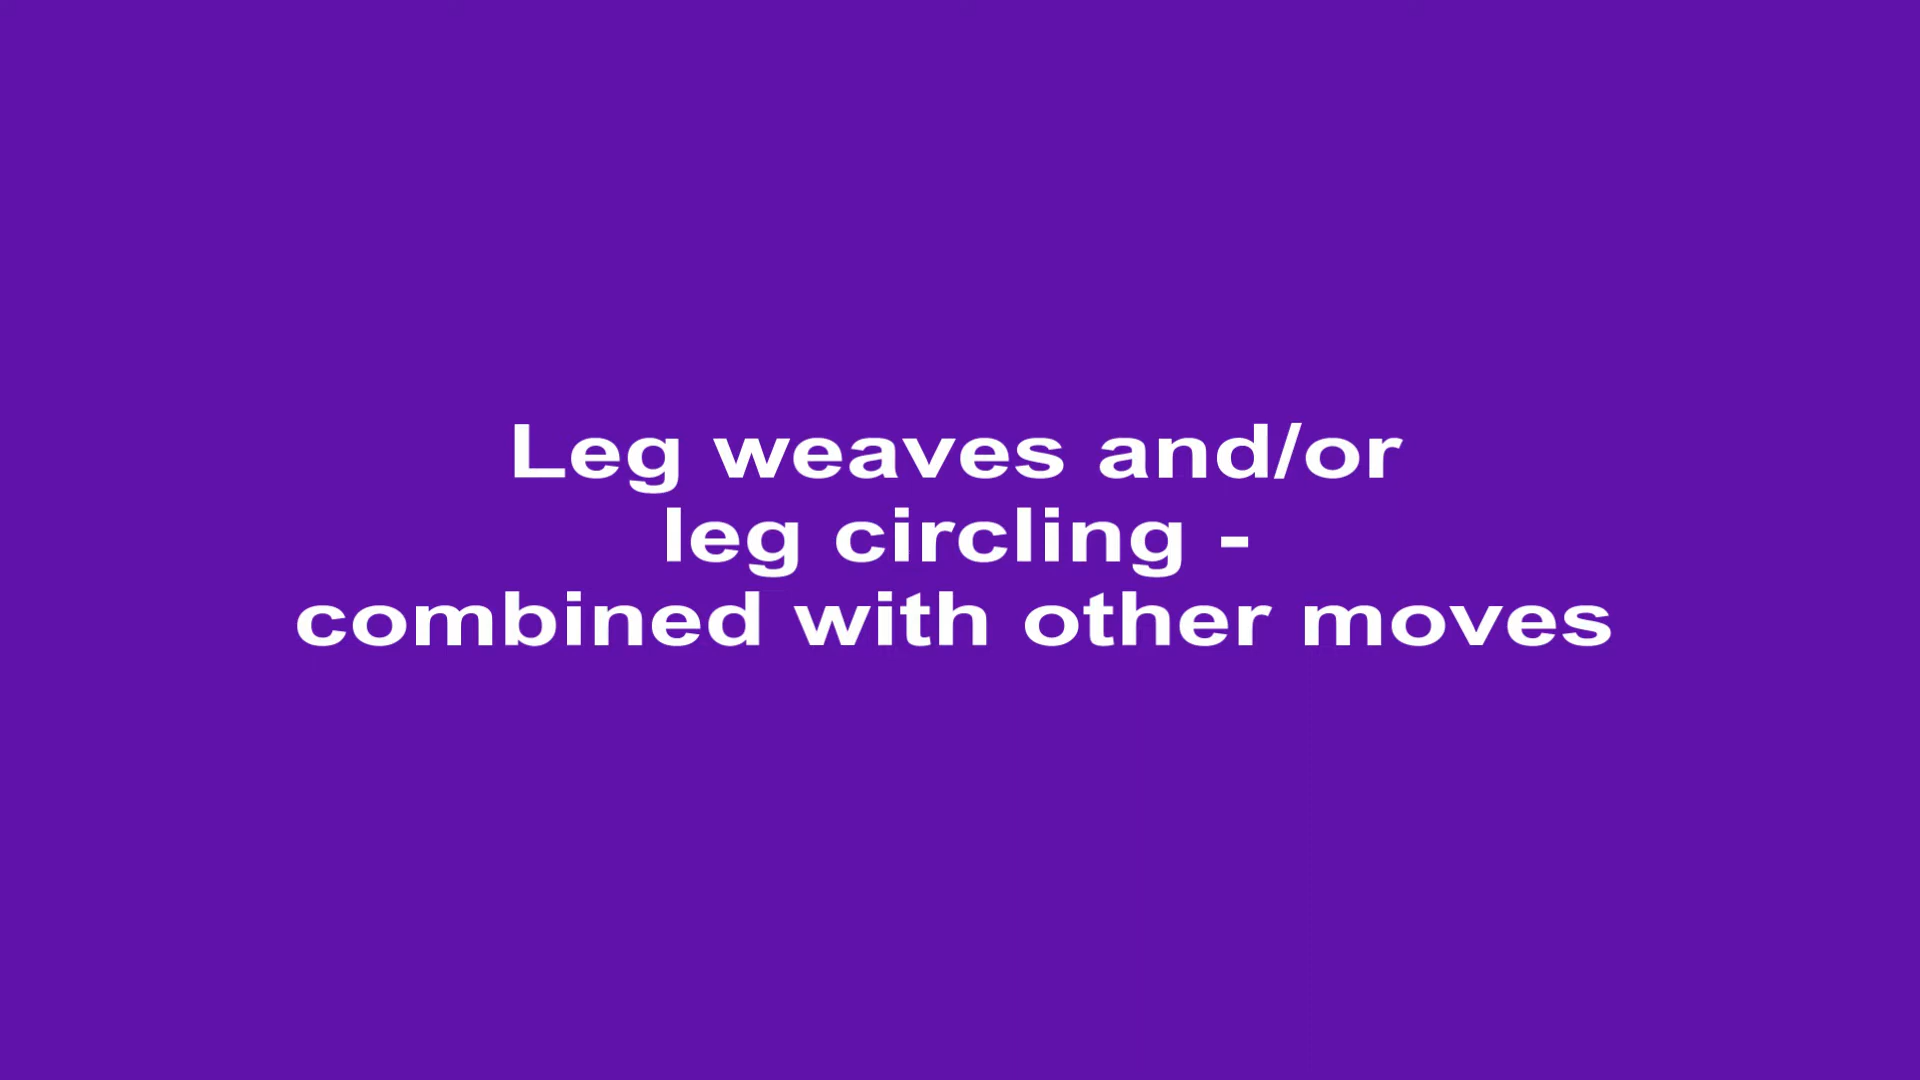 Leg weaves and/or
leg circling -
combined with other moves